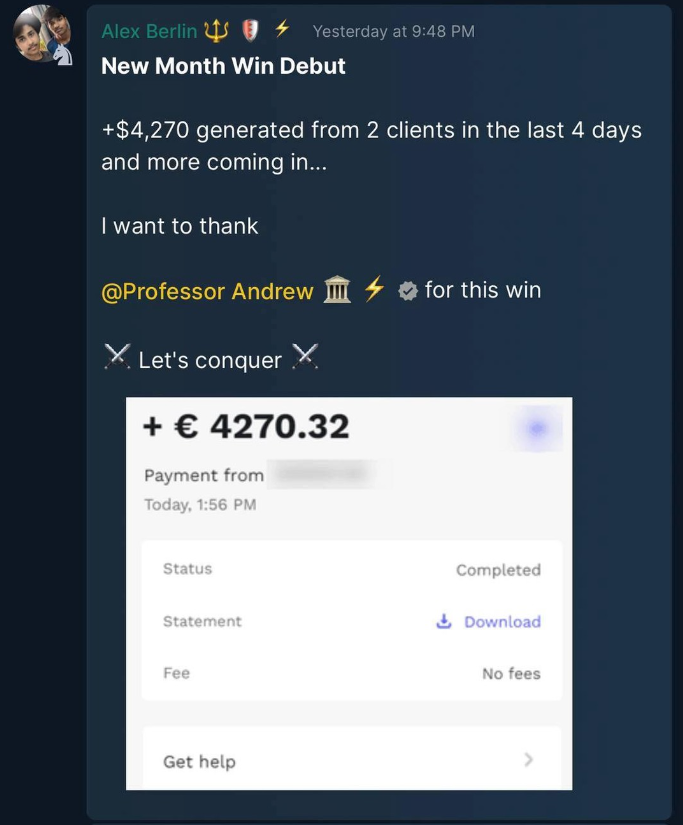 Alex Berlin 🔱 🛡️ ⚡ Yesterday at 9:48 PM
New Month Win Debut
+$4,270 generated from 2 clients in the last 4 days
and more coming in...
I want to thank
@Professor Andrew 🏛️ ⚡ for this win
⚔️ Let's conquer ⚔️
+ € 4270.32
Payment from
Today, 1:56 PM
Status Completed
Statement Download
Fee No fees
Get help